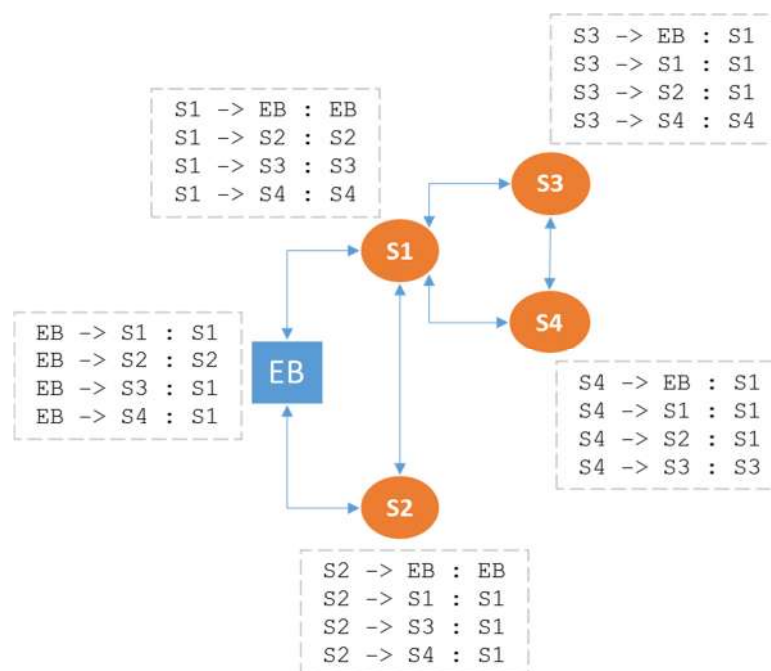 S3 -> EB : S1
S3 -> S1 : S1
S3 -> S2 : S1
S3 -> S4 : S4
S1 -> EB : EB
S1 -> S2 : S2
S1 -> S3 : S3
S1 -> S4 : S4
S3
S1
S4
EB -> S1 : S1
EB -> S2 : S2
EB -> S3 : S1
EB -> S4 : S1
EB
S4 -> EB : S1
S4 -> S1 : S1
S4 -> S2 : S1
S4 -> S3 : S3
S2
S2 -> EB : EB
S2 -> S1 : S1
S2 -> S3 : S1
S2 -> S4 : S1